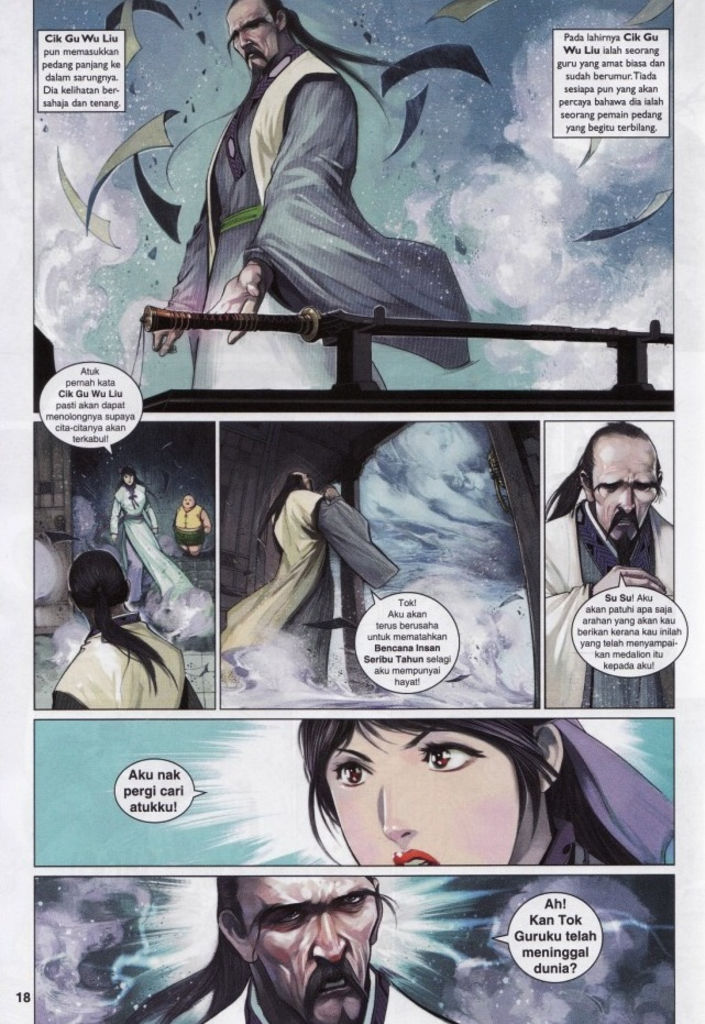 Cik Gu Wu Liu
pun memasukkan
pedang panjang ke
dalam sarungnya.
Dia kelihatan ber-
sahaja dan tenang.
Pada lahirnya Cik Gu
Wu Liu ialah seorang
guru yang amat biasa dan
sudah berumur. Tiada
sesiapa pun yang akan
percaya bahawa dia ialah
seorang pemain pedang
yang begitu terbilang.
Atuk
pernah kata
Cik Gu Wu Liu
pasti akan dapat
menolongnya supaya
cita-citanya akan
terkabul!
Tok!
Aku akan
terus berusaha
untuk mematahkan
Bencana Insan
Seribu Tahun selagi
aku mempunyai
hayat!
Su Su! Aku
akan patuhi apa saja
arahan yang akan kau
berikan kerana kau inilah
yang telah menyampai-
kan medalion itu
kepada aku!
Aku nak
pergi cari
atukku!
Ah!
Kan Tok
Guruku telah
meninggal
dunia?
18